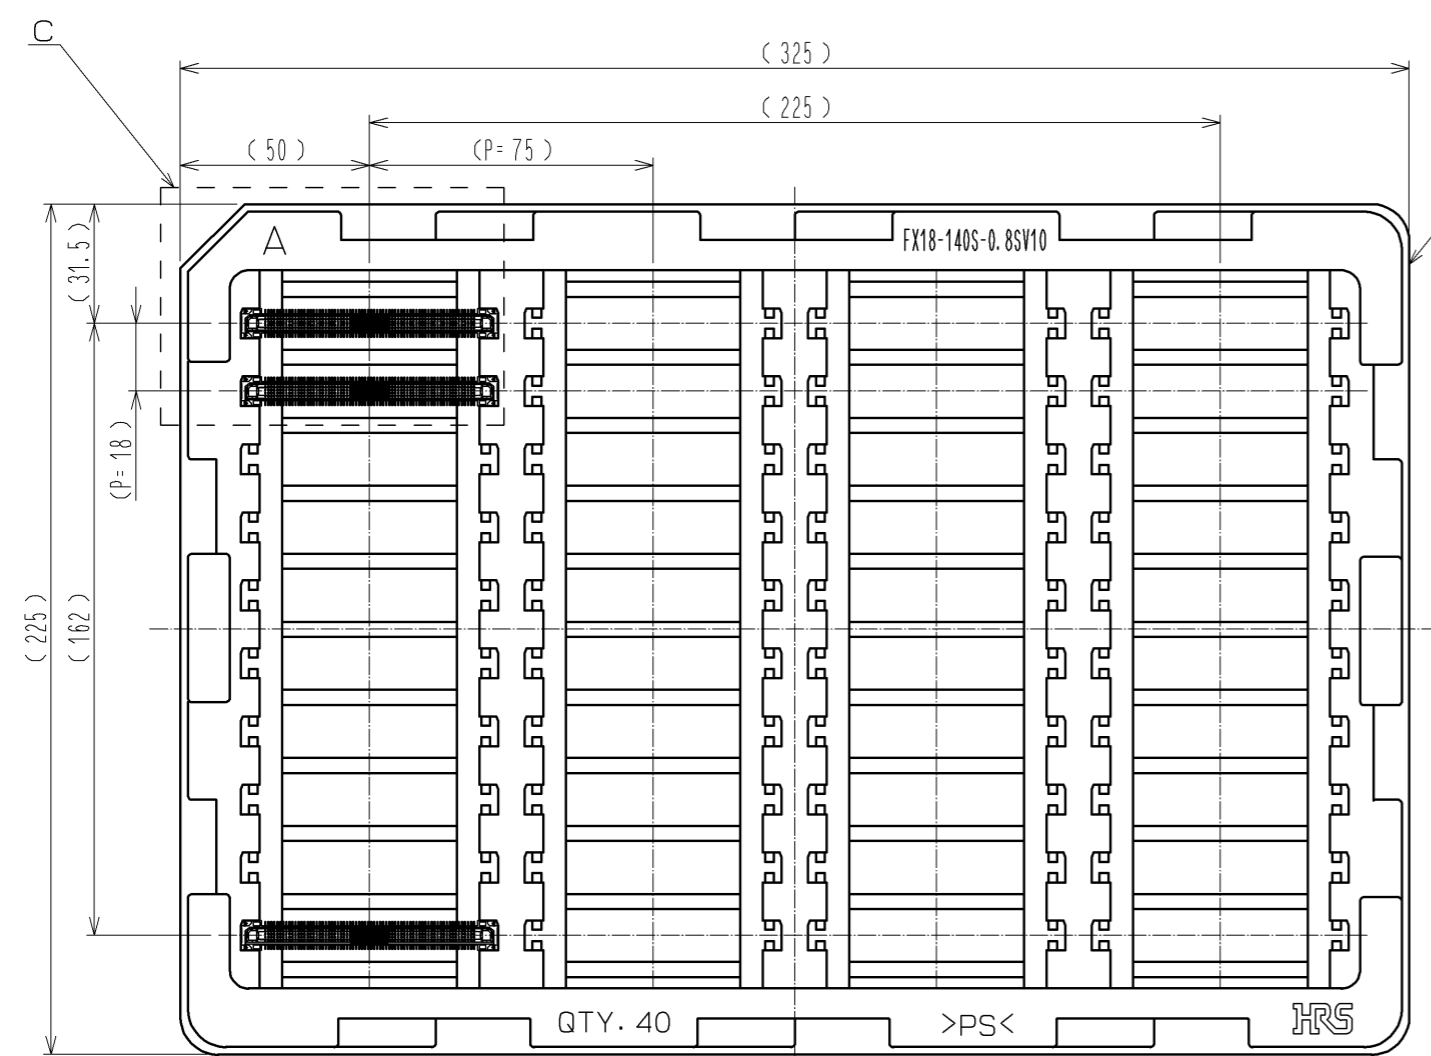 C
( 325 )
( 225 )
( 50 )
(P=75 )
( 31.5 )
A
FX18-140S-0.8SV10
(P=18 )
( 225 )
( 162 )
QTY. 40
>PS<
HRS